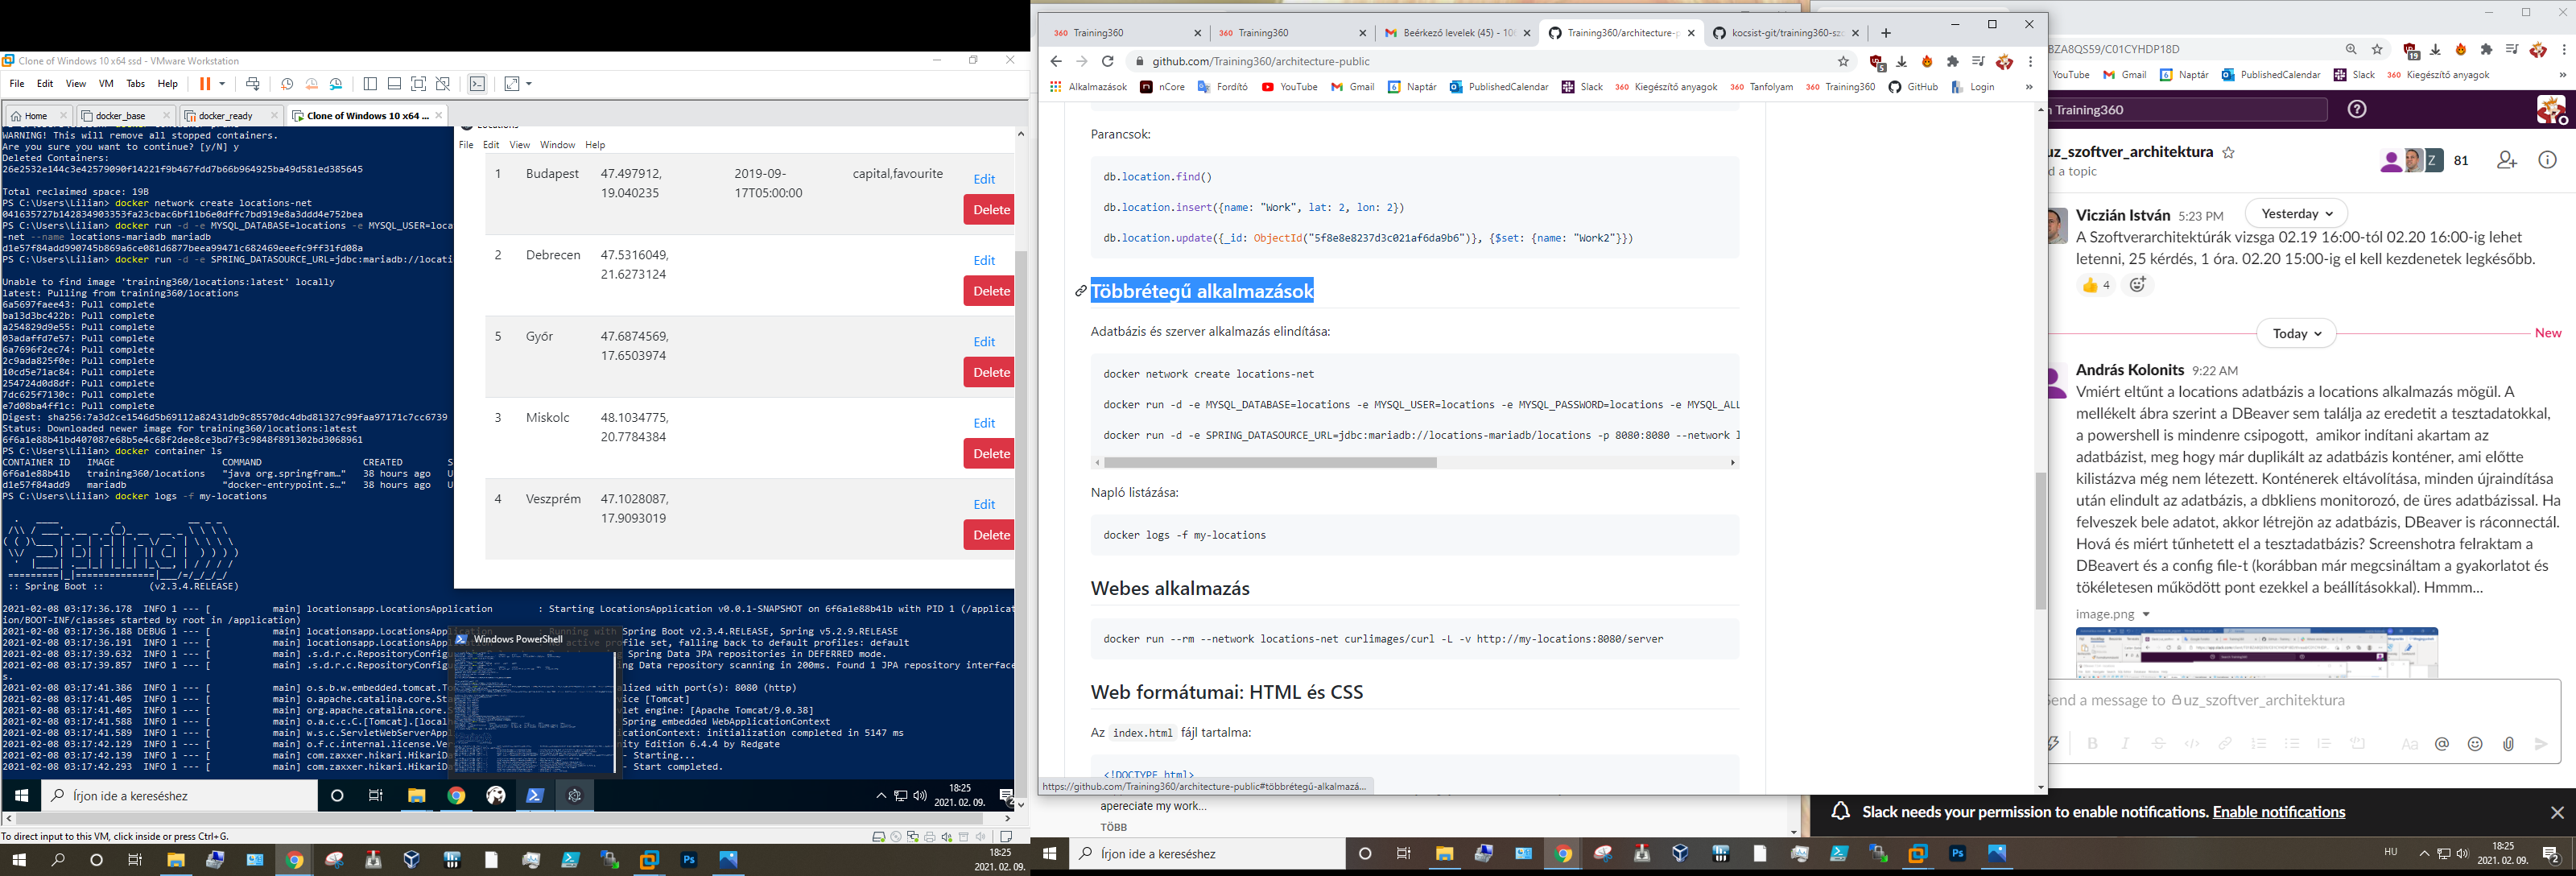 Clone of Windows 10 x64 ssd - VMware Workstation
File Edit View VM Tabs Help
Home docker_base docker_ready Clone of Windows 10 x64 ...
WARNING! This will remove all stopped containers.
Are you sure you want to continue? [y/N] y
Deleted Containers:
26e2532e144c3e42579090f14221f9b467fdd7b66b964925ba49d581ed385645
Total reclaimed space: 19B
PS C:\Users\Lilian> docker network create locations-net
041635727b142834903353fa23cbac6bf11b6e0dffc7bd919e8a3ddd4e752bea
PS C:\Users\Lilian> docker run -d -e MYSQL_DATABASE=locations -e MYSQL_USER=loca
-net --name locations-mariadb mariadb
d1e57f84add990745b869a6ce081d6877beea99471c682469eeefc9ff31fd08a
PS C:\Users\Lilian> docker run -d -e SPRING_DATASOURCE_URL=jdbc:mariadb://locati
Unable to find image 'training360/locations:latest' locally
latest: Pulling from training360/locations
6a5697faee43: Pull complete
ba13d3bc422b: Pull complete
a254829d9e55: Pull complete
03adaffd7e57: Pull complete
6a7696f2ec74: Pull complete
2c9ada825f0e: Pull complete
10cd5e71ac84: Pull complete
254724d0d8df: Pull complete
7dc625f7130c: Pull complete
e7d08ba4ff1c: Pull complete
Digest: sha256:7a3d2ce1546d5b69112a82431db9c85570dc4dbd81327c99faa97171c7cc6739
Status: Downloaded newer image for training360/locations:latest
6f6a1e88b41bd407087e68b5e4c68f2dee8ce3bd7f3c9848f891302bd3068961
PS C:\Users\Lilian> docker container ls
CONTAINER ID IMAGE COMMAND CREATED S
6f6a1e88b41b training360/locations "java org.springfram…" 38 hours ago U
d1e57f84add9 mariadb "docker-entrypoint.s…" 38 hours ago U
PS C:\Users\Lilian> docker logs -f my-locations
:: Spring Boot :: (v2.3.4.RELEASE)
2021-02-08 03:17:36.178 INFO 1 --- [ main] locationsapp.LocationsApplication : Starting LocationsApplication v0.0.1-SNAPSHOT on 6f6a1e88b41b with PID 1 (/applicat
ion/BOOT-INF/classes started by root in /application)
2021-02-08 03:17:36.188 DEBUG 1 --- [ main] locationsapp.LocationsApp : Running with Spring Boot v2.3.4.RELEASE, Spring v5.2.9.RELEASE
2021-02-08 03:17:36.191 INFO 1 --- [ main] locationsapp.LocationsApp active profile set, falling back to default profiles: default
2021-02-08 03:17:39.632 INFO 1 --- [ main] .s.d.r.c.RepositoryConfigu Spring Data JPA repositories in DEFERRED mode.
2021-02-08 03:17:39.857 INFO 1 --- [ main] .s.d.r.c.RepositoryConfigu ng Data repository scanning in 200ms. Found 1 JPA repository interface
s.
2021-02-08 03:17:41.386 INFO 1 --- [ main] o.s.b.w.embedded.tomcat.To alized with port(s): 8080 (http)
2021-02-08 03:17:41.405 INFO 1 --- [ main] o.apache.catalina.core.St vice [Tomcat]
2021-02-08 03:17:41.405 INFO 1 --- [ main] org.apache.catalina.core.S vlet engine: [Apache Tomcat/9.0.38]
2021-02-08 03:17:41.588 INFO 1 --- [ main] o.a.c.c.C.[Tomcat].[localh Spring embedded WebApplicationContext
2021-02-08 03:17:41.589 INFO 1 --- [ main] w.s.c.ServletWebServerAppl icationContext: initialization completed in 5147 ms
2021-02-08 03:17:42.129 INFO 1 --- [ main] o.f.c.internal.license.Ver nity Edition 6.4.4 by Redgate
2021-02-08 03:17:42.139 INFO 1 --- [ main] com.zaxxer.hikari.HikariDa - Starting...
2021-02-08 03:17:42.293 INFO 1 --- [ main] com.zaxxer.hikari.HikariDa - Start completed.
Windows PowerShell
Locations
File Edit View Window Help
1 Budapest 47.497912, 2019-09- capital,favourite Edit
19.040235 17T05:00:00 Delete
2 Debrecen 47.5316049, Edit
21.6273124 Delete
5 Győr 47.6874569, Edit
17.6503974 Delete
3 Miskolc 48.1034775, Edit
20.7784384 Delete
4 Veszprém 47.1028087, Edit
17.9093019 Delete
Írjon ide a kereséshez
18:25
2021. 02. 09.
To direct input to this VM, click inside or press Ctrl+G.
18:25
2021. 02. 09.
Training360 Training360 Beérkező levelek (45) - 10 Training360/architecture-p kocsist-git/training360-sz
github.com/Training360/architecture-public
Alkalmazások nCore Fordító YouTube Gmail Naptár PublishedCalendar Slack Kiegészítő anyagok Tanfolyam Training360 GitHub Login »
Parancsok:
db.location.find()
db.location.insert({name: "Work", lat: 2, lon: 2})
db.location.update({_id: ObjectId("5f8e8e8237d3c021af6da9b6")}, {$set: {name: "Work2"}})
Többrétegű alkalmazások
Adatbázis és szerver alkalmazás elindítása:
docker network create locations-net
docker run -d -e MYSQL_DATABASE=locations -e MYSQL_USER=locations -e MYSQL_PASSWORD=locations -e MYSQL_ALL
docker run -d -e SPRING_DATASOURCE_URL=jdbc:mariadb://locations-mariadb/locations -p 8080:8080 --network l
Napló listázása:
docker logs -f my-locations
Webes alkalmazás
docker run --rm --network locations-net curlimages/curl -L -v http://my-locations:8080/server
Web formátumai: HTML és CSS
Az index.html fájl tartalma:
<!DOCTYPE html>
https://github.com/Training360/architecture-public#többrétegű-alkalmazá...
apereciate my work...
TÖBB
Írjon ide a kereséshez
BZA8QSS9/C01CYHDP18D
19
YouTube Gmail Naptár PublishedCalendar Slack Kiegészítő anyagok »
n Training360
uz_szoftver_architektura
d a topic
Z 81
Yesterday
Viczián István 5:23 PM
A Szoftverarchitektúrák vizsga 02.19 16:00-tól 02.20 16:00-ig lehet
letenni, 25 kérdés, 1 óra. 02.20 15:00-ig el kell kezdenetek legkésőbb.
4
Today
New
András Kolonits 9:22 AM
Vmiért eltűnt a locations adatbázis a locations alkalmazás mögül. A
mellékelt ábra szerint a DBeaver sem találja az eredetit a tesztadatokkal,
a powershell is mindenre csipogott, amikor indítani akartam az
adatbázist, meg hogy már duplikált az adatbázis konténer, ami előtte
kilistázva még nem létezett. Konténerek eltávolítása, minden újraindítása
után elindult az adatbázis, a dbkliens monitorozó, de üres adatbázissal. Ha
felveszek bele adatot, akkor létrejön az adatbázis, DBeaver is ráconnectál.
Hová és miért tűnhetett el a tesztadatbázis? Screenshotra felraktam a
DBeavert és a config file-t (korábban már megcsináltam a gyakorlatot és
tökéletesen működött pont ezekkel a beállításokkal). Hmmm...
image.png
Send a message to uz_szoftver_architektura
Slack needs your permission to enable notifications. Enable notifications
HU
18:25
2021. 02. 09.